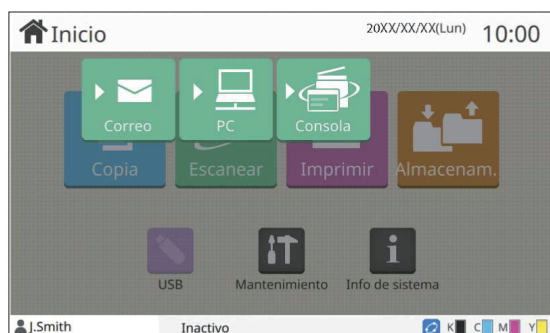 Inicio 20XX/XX/XX(Lun) 10:00
Correo PC Consola
Copia Escanear Imprimir Almacenam.
USB Mantenimiento Info de sistema
J.Smith Inactivo K C M Y